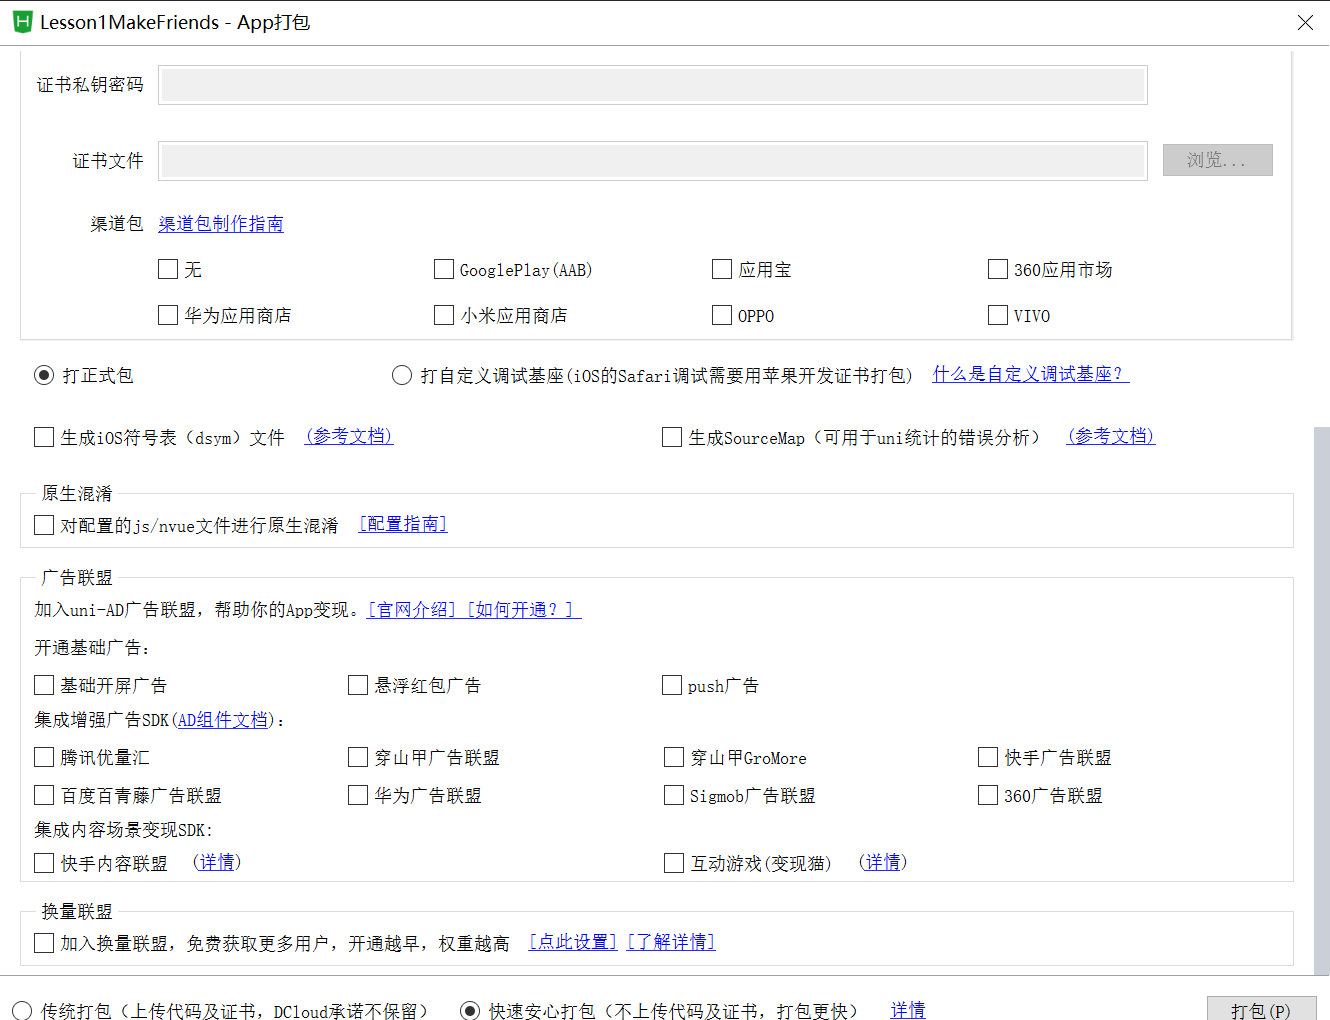 Lesson1MakeFriends - App打包
证书私钥密码
证书文件 浏览...
渠道包 渠道包制作指南
无 GooglePlay(AAB) 应用宝 360应用市场
华为应用商店 小米应用商店 OPPO VIVO
打正式包 打自定义调试基座(iOS的Safari调试需要用苹果开发证书打包) 什么是自定义调试基座？
生成iOS符号表（dsym）文件 (参考文档) 生成SourceMap（可用于uni统计的错误分析） (参考文档)
原生混淆
对配置的js/nvue文件进行原生混淆 [配置指南]
广告联盟
加入uni-AD广告联盟，帮助你的App变现。[官网介绍] [如何开通？]
开通基础广告：
基础开屏广告 悬浮红包广告 push广告
集成增强广告SDK(AD组件文档)：
腾讯优量汇 穿山甲广告联盟 穿山甲GroMore 快手广告联盟
百度百青藤广告联盟 华为广告联盟 Sigmob广告联盟 360广告联盟
集成内容场景变现SDK:
快手内容联盟 (详情) 互动游戏(变现猫) (详情)
换量联盟
加入换量联盟，免费获取更多用户，开通越早，权重越高 [点此设置] [了解详情]
传统打包（上传代码及证书，DCloud承诺不保留） 快速安心打包（不上传代码及证书，打包更快） 详情 打包(P)